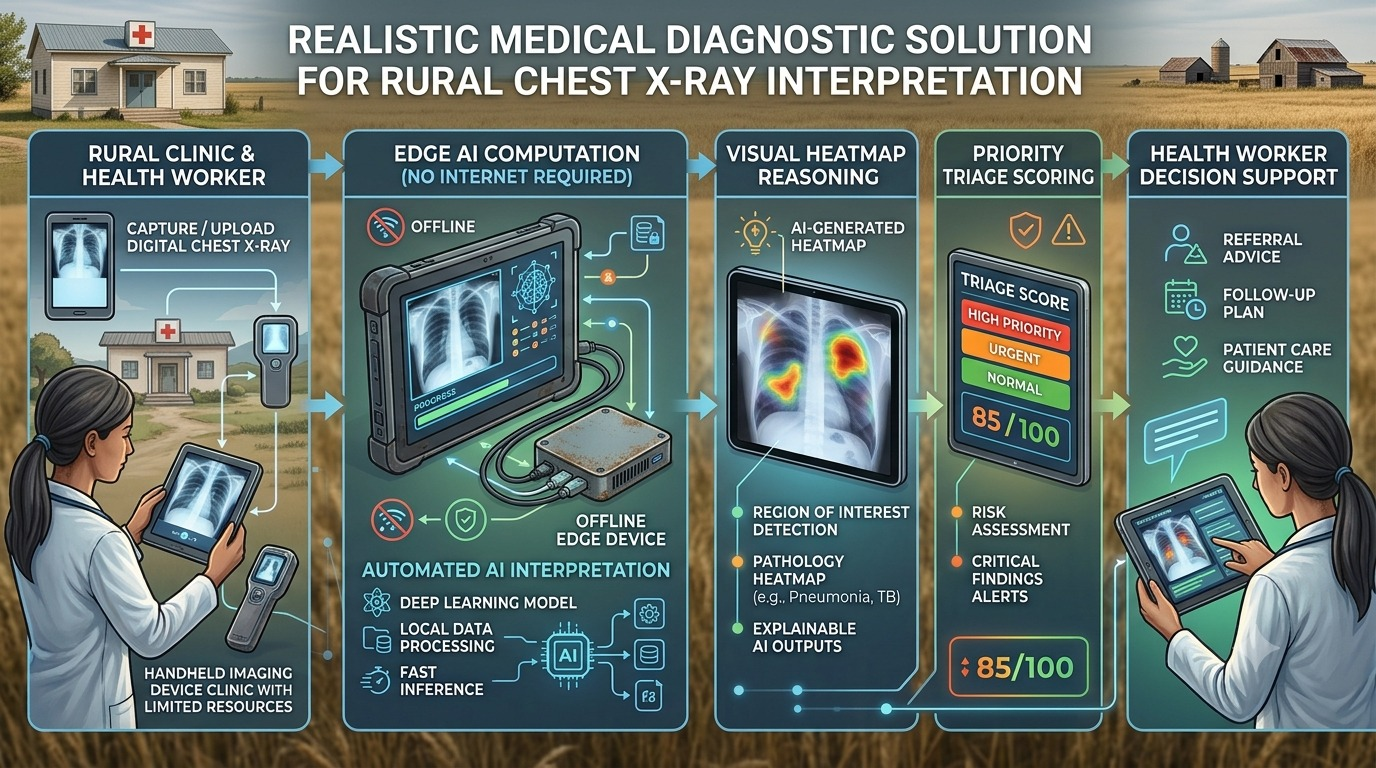 REALISTIC MEDICAL DIAGNOSTIC SOLUTION
FOR RURAL CHEST X-RAY INTERPRETATION
RURAL CLINIC &
HEALTH WORKER
CAPTURE / UPLOAD
DIGITAL CHEST X-RAY
HANDHELD IMAGING
DEVICE CLINIC WITH
LIMITED RESOURCES
EDGE AI COMPUTATION
(NO INTERNET REQUIRED)
OFFLINE
OFFLINE
EDGE DEVICE
AUTOMATED AI INTERPRETATION
DEEP LEARNING MODEL
LOCAL DATA
PROCESSING
FAST
INFERENCE
AI
VISUAL HEATMAP
REASONING
AI-GENERATED
HEATMAP
REGION OF INTEREST
DETECTION
PATHOLOGY
HEATMAP
(e.g., Pneumonia, TB)
EXPLAINABLE
AI OUTPUTS
PRIORITY
TRIAGE SCORING
TRIAGE SCORE
HIGH PRIORITY
URGENT
NORMAL
85/100
RISK
ASSESSMENT
CRITICAL
FINDINGS
ALERTS
85/100
HEALTH WORKER
DECISION SUPPORT
REFERRAL
ADVICE
FOLLOW-UP
PLAN
PATIENT CARE
GUIDANCE